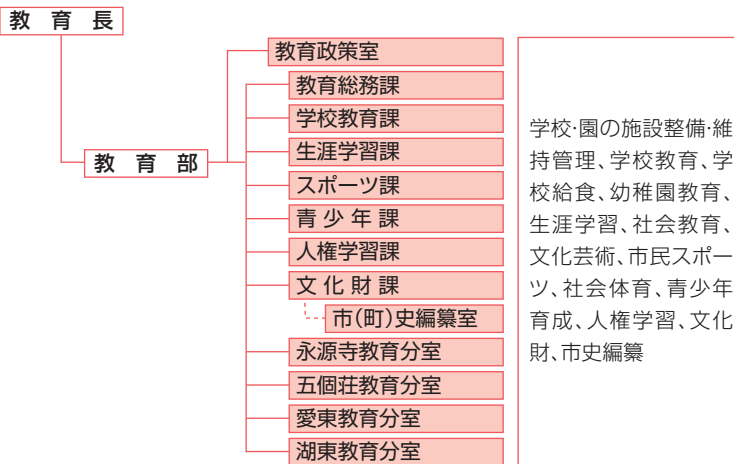 教育長
教育部
教育政策室
教育総務課
学校教育課
生涯学習課
スポーツ課
青少年課
人権学習課
文化財課
市(町)史編纂室
永源寺教育分室
五個荘教育分室
愛東教育分室
湖東教育分室
学校・園の施設整備・維
持管理、学校教育、学
校給食、幼稚園教育、
生涯学習、社会教育、
文化芸術、市民スポー
ツ、社会体育、青少年
育成、人権学習、文化
財、市史編纂